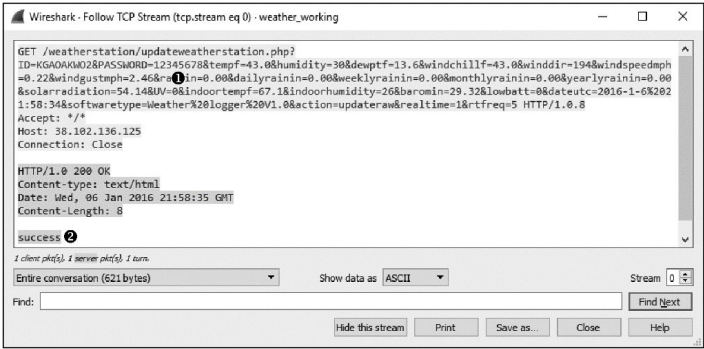 Wireshark · Follow TCP Stream (tcp.stream eq 0) · weather_working
GET /weatherstation/updateweatherstation.php?
ID=KGAOAKWO2&PASSWORD=12345678&tempf=43.0&humidity=30&dewptf=13.6&windchillf=43.0&winddir=194&windspeedmph
=0.22&windgustmph=2.46&ra❶in=0.00&dailyrainin=0.00&weeklyrainin=0.00&monthlyrainin=0.00&yearlyrainin=0.00
&solarradiation=54.14&UV=0&indoortempf=67.1&indoorhumidity=26&baromin=29.32&lowbatt=0&dateutc=2016-1-6%202
1:58:34&softwaretype=Weather%20logger%20V1.0&action=updateraw&realtime=1&rtfreq=5 HTTP/1.0.8
Accept: */*
Host: 38.102.136.125
Connection: Close
HTTP/1.0 200 OK
Content-type: text/html
Date: Wed, 06 Jan 2016 21:58:35 GMT
Content-Length: 8
success ❷
1 client pkt(s), 1 server pkt(s), 1 turn.
Entire conversation (621 bytes) Show data as ASCII Stream 0
Find: Find Next
Hide this stream Print Save as... Close Help